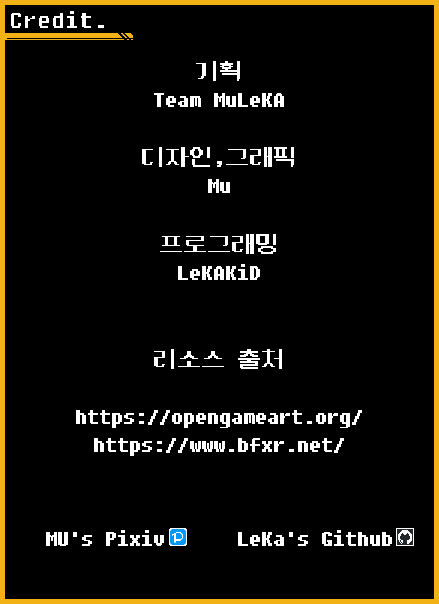 Credit.
기획
Team MuLeKA
디자인,그래픽
Mu
프로그래밍
LeKAKiD
리소스 출처
https://opengameart.org/
https://www.bfxr.net/
MU's Pixiv LeKa's Github